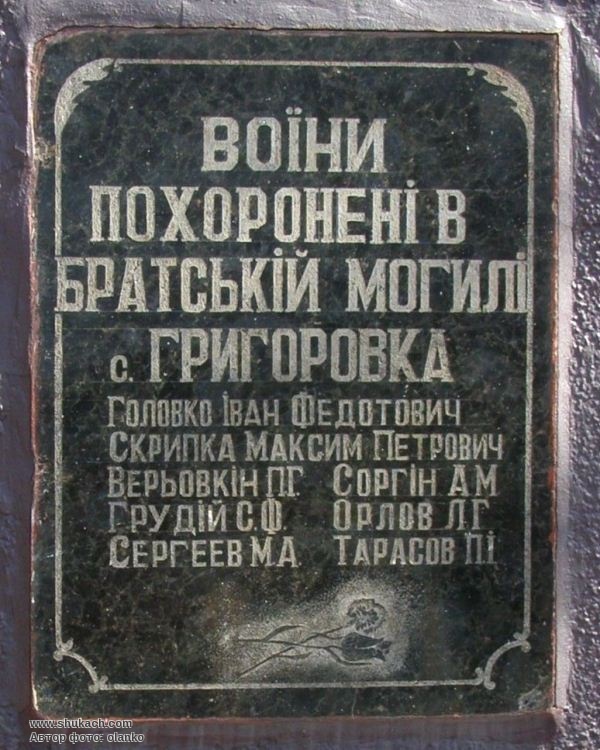 ВОЇНИ
ПОХОРОНЕНІ В
БРАТСЬКІЙ МОГИЛІ
с. ГРИГОРОВКА
ГОЛОВКО ІВАН ФЕДОТОВИЧ
СКРИПКА МАКСИМ ПЕТРОВИЧ
ВЕРЬОВКІН П.Г. СОРГІН А.М
ГРУДІЙ С.Ф. ОРЛОВ Л.Г
СЕРГЕЕВ М.А. ТАРАСОВ П.І
www.shukach.com
Автор фото: olanko